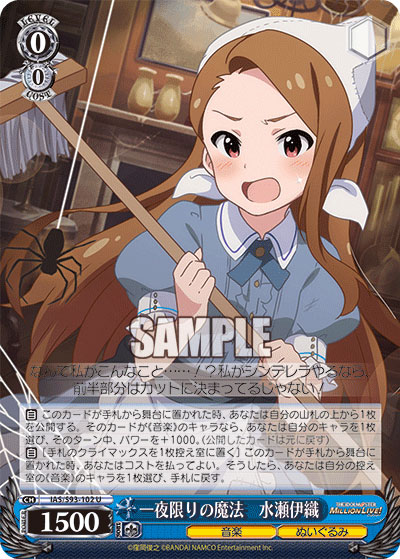 LEVEL
0
0
COST
SAMPLE
なんで私がこんなこと……!?私がシンデレラやるなら、
前半部分はカットに決まってるじゃない!
自 このカードが手札から舞台に置かれた時、あなたは自分の山札の上から1枚
を公開する。そのカードが《音楽》のキャラなら、あなたは自分のキャラを1枚
選び、そのターン中、パワーを+1000。(公開したカードは元に戻す)
自 [手札のクライマックスを1枚控え室に置く] このカードが手札から舞台に
置かれた時、あなたはコストを払ってよい。そうしたら、あなたは自分の控え
室の《音楽》のキャラを1枚選び、手札に戻す。
CH IAS/S93-102 U
一夜限りの魔法 水瀬伊織
THE IDOLM@STER
MILLION LIVE!
POWER
1500
音楽
ぬいぐるみ
©窪岡俊之 ©BANDAI NAMCO Entertainment Inc.